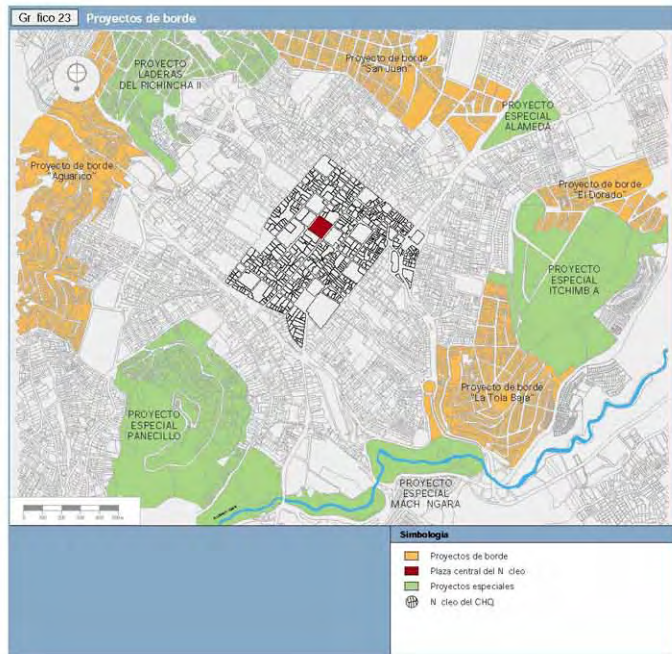 Gr fico 23
Proyectos de borde
PROYECTO
LADERAS
DEL PICHINCHA II
Proyecto de borde
"San Juan"
PROYECTO
ESPECIAL
ALAMEDA
Proyecto de borde
"Aguarico"
Proyecto de borde
"El Dorado"
PROYECTO
ESPECIAL
ITCHIMB A
Proyecto de borde
"La Tola Baja"
PROYECTO
ESPECIAL
PANECILLO
PROYECTO
ESPECIAL
MACH NGARA
Simbología
Proyectos de borde
Plaza central del N cleo
Proyectos especiales
N cleo del CHQ